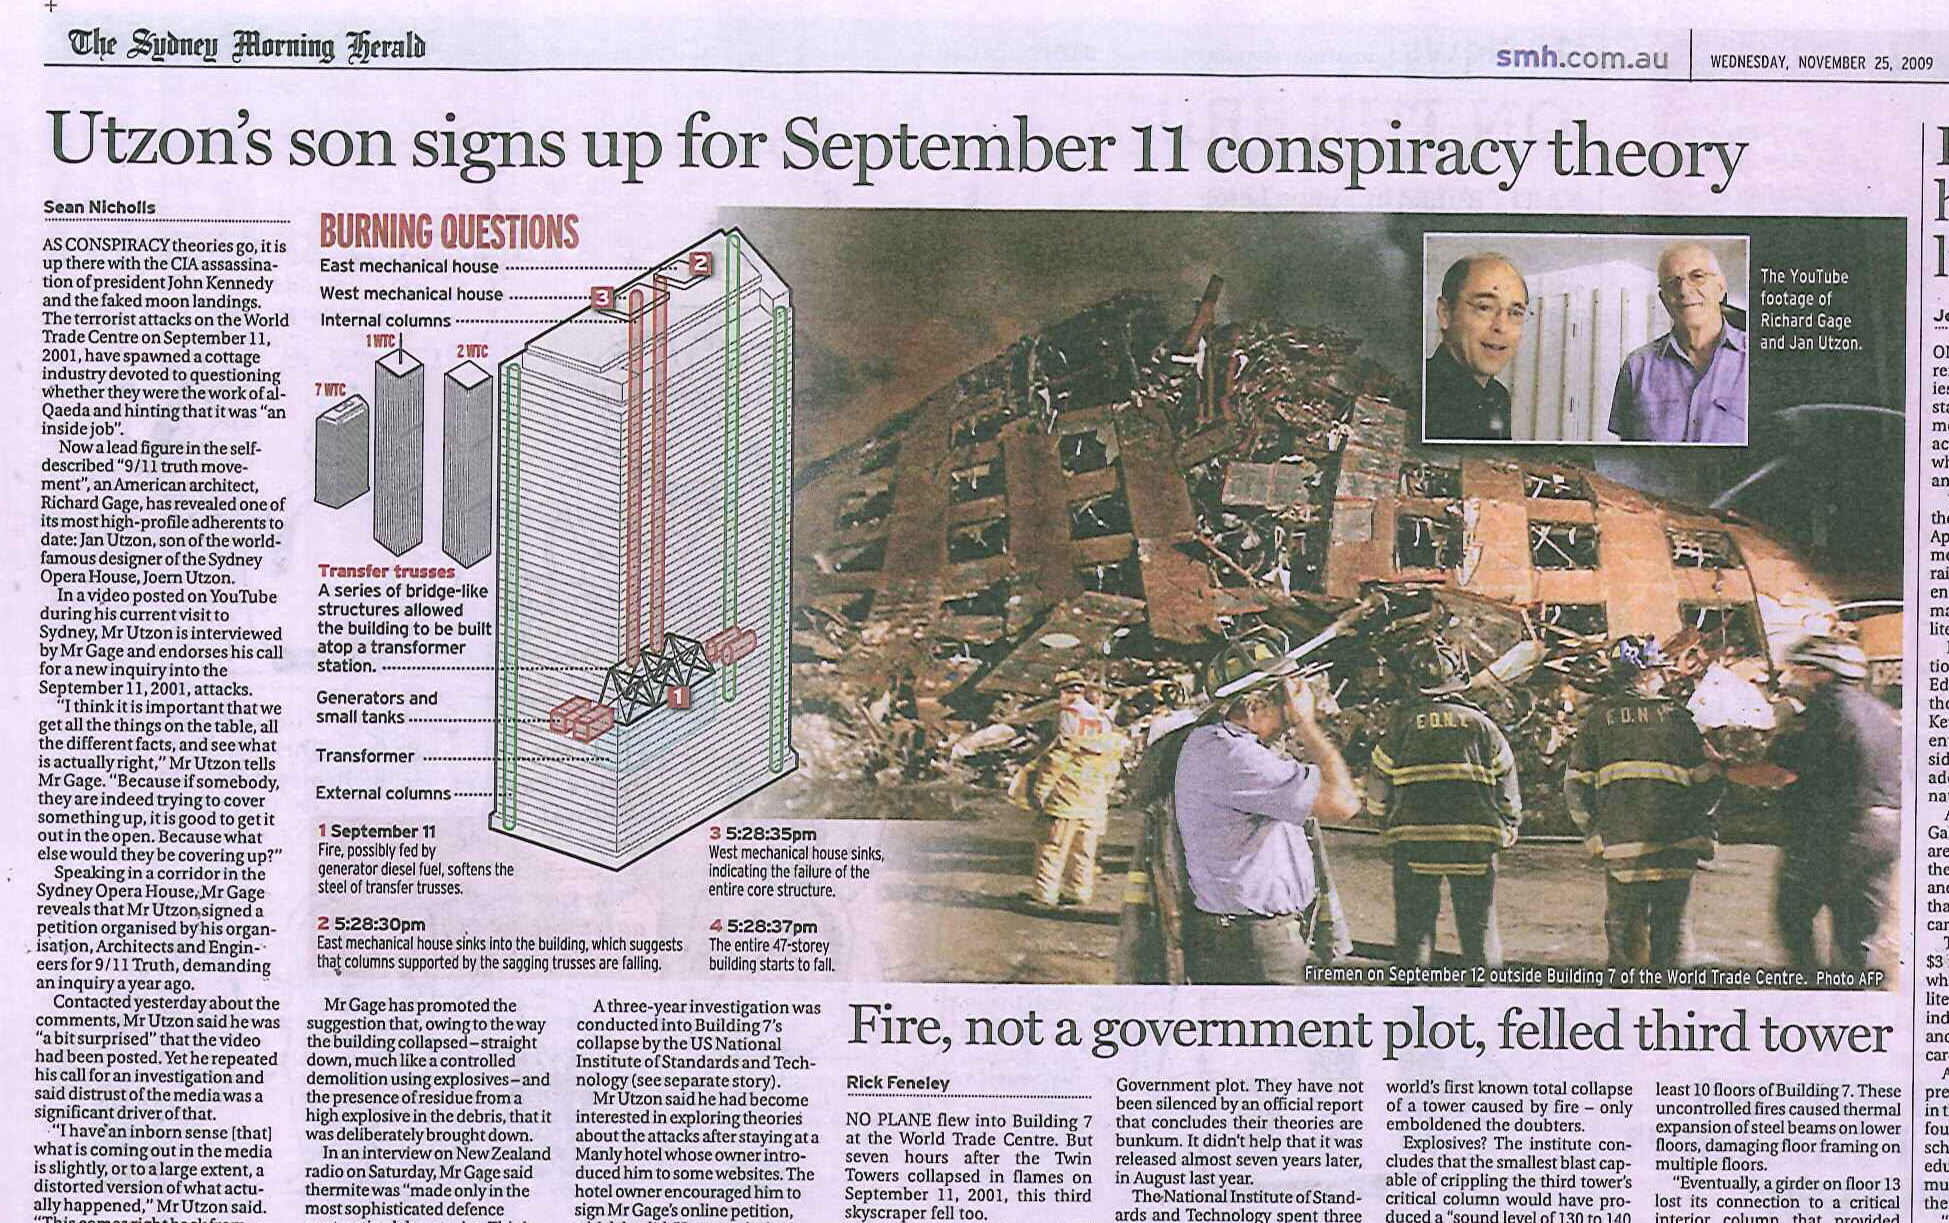 The Sydney Morning Herald
smh.com.au
WEDNESDAY, NOVEMBER 25, 2009
Utzon's son signs up for September 11 conspiracy theory
Sean Nicholls
AS CONSPIRACY theories go, it is
up there with the CIA assassina-
tion of president John Kennedy
and the faked moon landings.
The terrorist attacks on the World
Trade Centre on September 11,
2001, have spawned a cottage
industry devoted to questioning
whether they were the work of al-
Qaeda and hinting that it was "an
inside job".
Now a lead figure in the self-
described "9/11 truth move-
ment", an American architect,
Richard Gage, has revealed one of
its most high-profile adherents to
date: Jan Utzon, son of the world-
famous designer of the Sydney
Opera House, Joern Utzon.
In a video posted on YouTube
during his current visit to
Sydney, Mr Utzon is interviewed
by Mr Gage and endorses his call
for a new inquiry into the
September 11, 2001, attacks.
"I think it is important that we
get all the things on the table, all
the different facts, and see what
is actually right," Mr Utzon tells
Mr Gage. "Because if somebody,
they are indeed trying to cover
something up, it is good to get it
out in the open. Because what
else would they be covering up?"
Speaking in a corridor in the
Sydney Opera House, Mr Gage
reveals that Mr Utzon signed a
petition organised by his organ-
isation, Architects and Engin-
eers for 9/11 Truth, demanding
an inquiry a year ago.
Contacted yesterday about the
comments, Mr Utzon said he was
"a bit surprised" that the video
had been posted. Yet he repeated
his call for an investigation and
said distrust of the media was a
significant driver of that.
"I have an inborn sense [that]
what is coming out in the media
is slightly, or to a large extent, a
distorted version of what actu-
ally happened," Mr Utzon said.
BURNING QUESTIONS
East mechanical house
2
West mechanical house
3
Internal columns
1 WTC
2 WTC
7 WTC
Transfer trusses
A series of bridge-like
structures allowed
the building to be built
atop a transformer
station.
1
Generators and
small tanks
Transformer
External columns
1 September 11
Fire, possibly fed by
generator diesel fuel, softens the
steel of transfer trusses.
2 5:28:30pm
East mechanical house sinks into the building, which suggests
that columns supported by the sagging trusses are falling.
3 5:28:35pm
West mechanical house sinks,
indicating the failure of the
entire core structure.
4 5:28:37pm
The entire 47-storey
building starts to fall.
The YouTube
footage of
Richard Gage
and Jan Utzon.
F.D.N.Y
F.D.N.Y
Firemen on September 12 outside Building 7 of the World Trade Centre. Photo AFP
Mr Gage has promoted the
suggestion that, owing to the way
the building collapsed – straight
down, much like a controlled
demolition using explosives – and
the presence of residue from a
high explosive in the debris, that it
was deliberately brought down.
In an interview on New Zealand
radio on Saturday, Mr Gage said
thermite was "made only in the
most sophisticated defence
A three-year investigation was
conducted into Building 7's
collapse by the US National
Institute of Standards and Tech-
nology (see separate story).
Mr Utzon said he had become
interested in exploring theories
about the attacks after staying at a
Manly hotel whose owner intro-
duced him to some websites. The
hotel owner encouraged him to
sign Mr Gage's online petition,
Fire, not a government plot, felled third tower
Rick Feneley
NO PLANE flew into Building 7
at the World Trade Centre. But
seven hours after the Twin
Towers collapsed in flames on
September 11, 2001, this third
skyscraper fell too.
Government plot. They have not
been silenced by an official report
that concludes their theories are
bunkum. It didn't help that it was
released almost seven years later,
in August last year.
The National Institute of Stand-
ards and Technology spent three
world's first known total collapse
of a tower caused by fire – only
emboldened the doubters.
Explosives? The institute con-
cludes that the smallest blast cap-
able of crippling the third tower's
critical column would have pro-
duced a "sound level of 130 to 140
least 10 floors of Building 7. These
uncontrolled fires caused thermal
expansion of steel beams on lower
floors, damaging floor framing on
multiple floors.
"Eventually, a girder on floor 13
lost its connection to a critical
interior column that provided